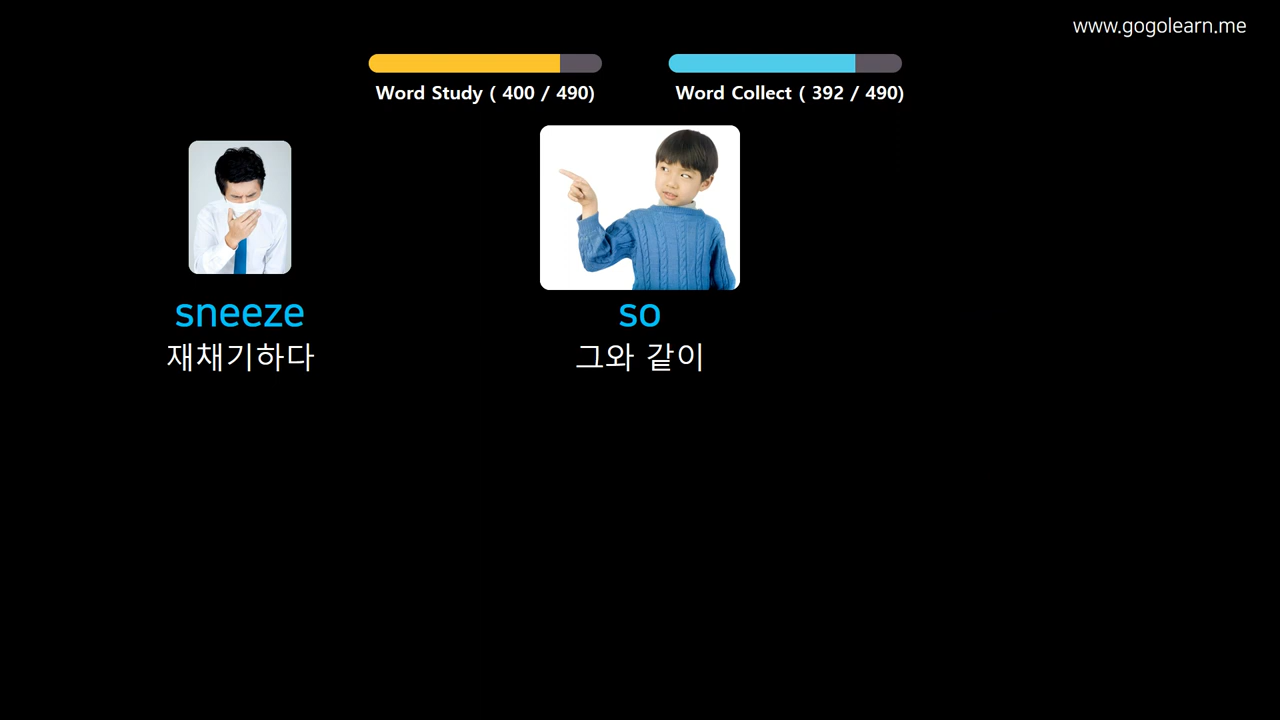 www.gogolearn.me
Word Study ( 400 / 490)
Word Collect ( 392 / 490)
sneeze
재채기하다
so
그와 같이